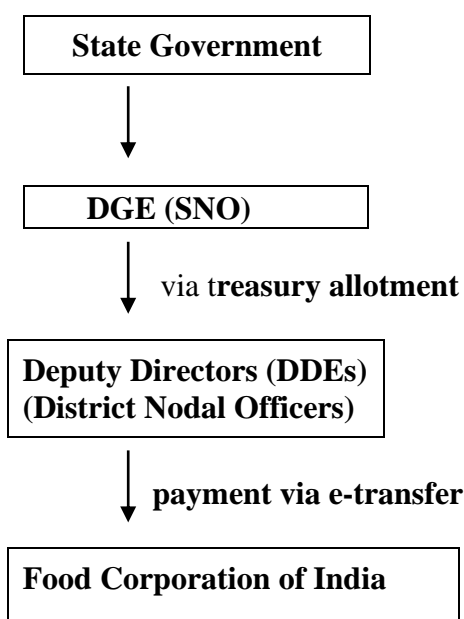 State Government
DGE (SNO)
via treasury allotment
Deputy Directors (DDEs)
(District Nodal Officers)
payment via e-transfer
Food Corporation of India